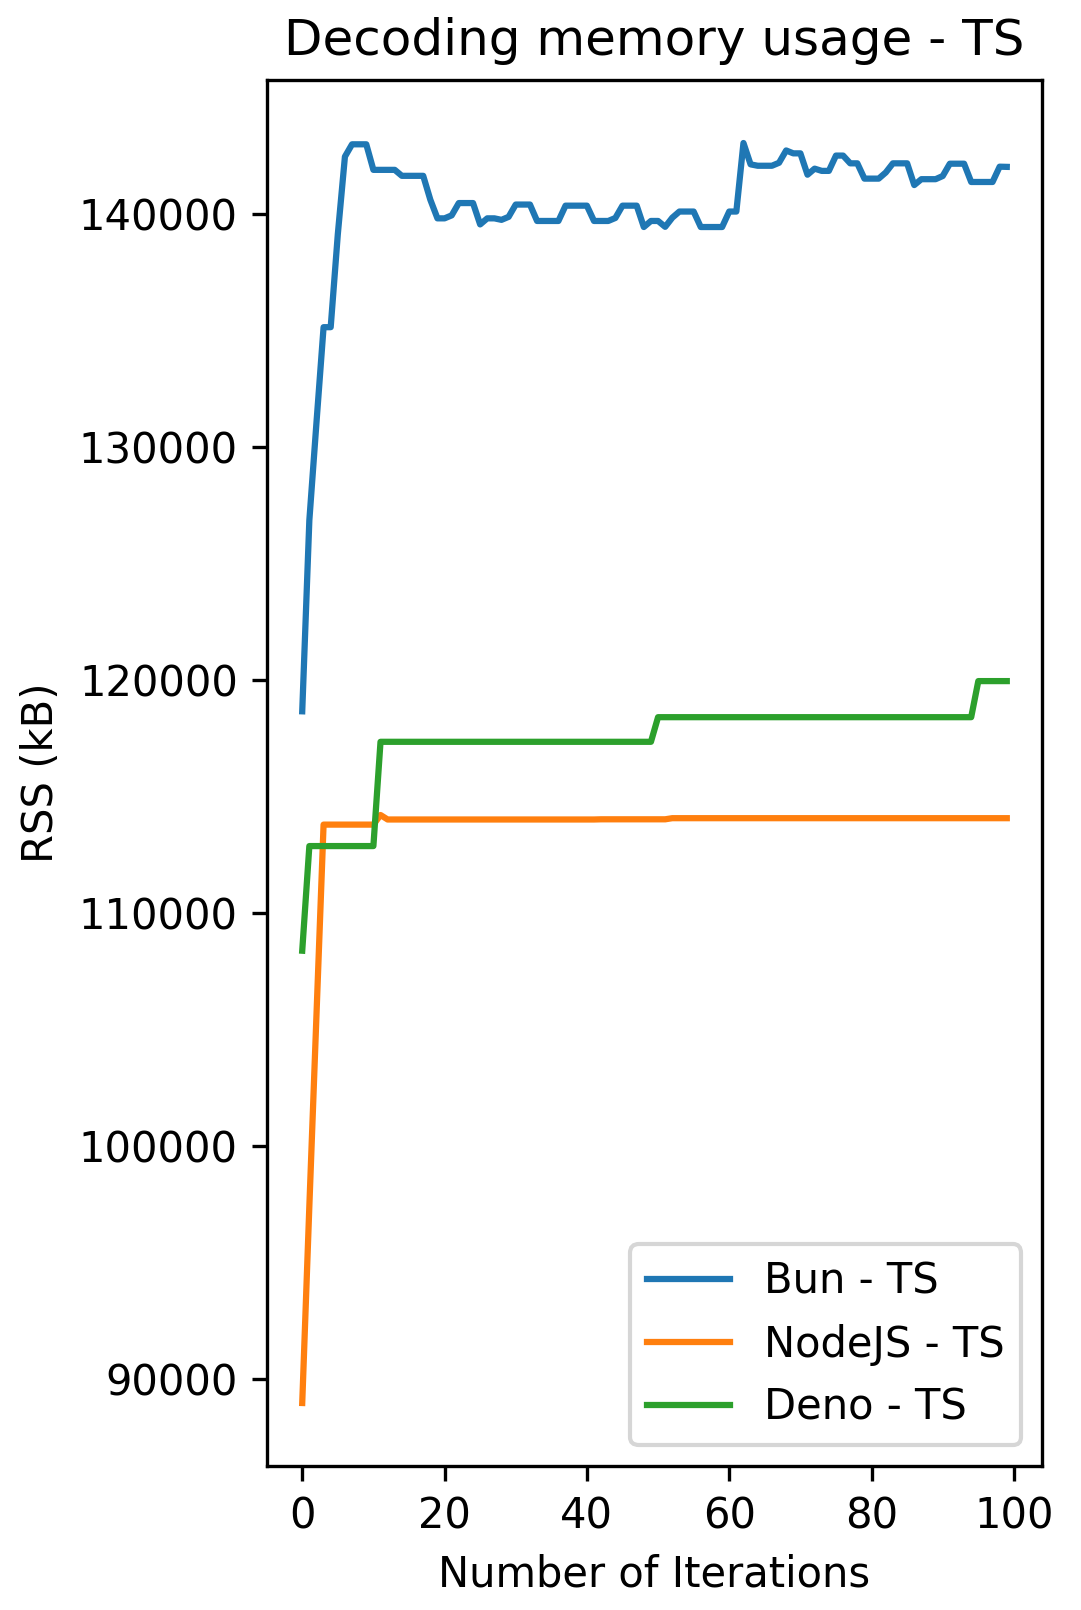 Decoding memory usage - TS
140000
130000
120000
110000
100000
90000
RSS (kB)
0 20 40 60 80 100
Number of Iterations
Bun - TS
NodeJS - TS
Deno - TS